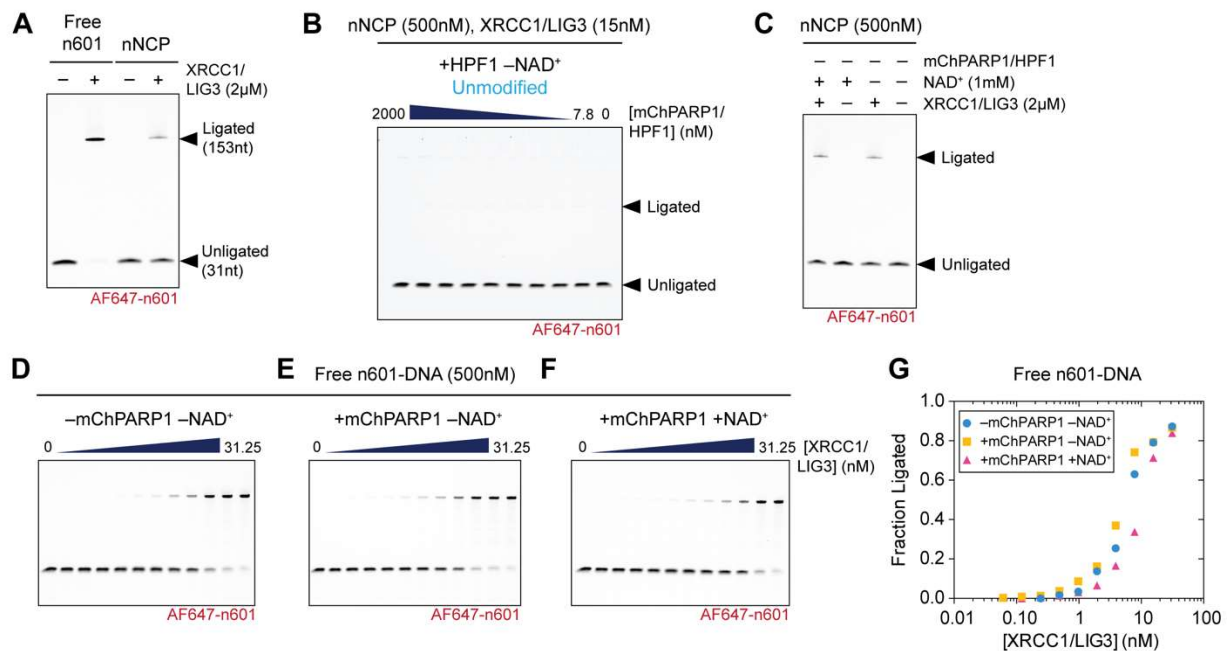 A
Free n601
nNCP
– + – +
XRCC1/LIG3 (2µM)
Ligated (153nt)
Unligated (31nt)
AF647-n601
B
nNCP (500nM), XRCC1/LIG3 (15nM)
+HPF1 –NAD⁺
Unmodified
2000
7.8 0
[mChPARP1/HPF1] (nM)
Ligated
Unligated
AF647-n601
C
nNCP (500nM)
– – – – mChPARP1/HPF1
+ + – – NAD⁺ (1mM)
+ – + – XRCC1/LIG3 (2µM)
Ligated
Unligated
AF647-n601
Free n601-DNA (500nM)
D
–mChPARP1 –NAD⁺
0
31.25
AF647-n601
E
+mChPARP1 –NAD⁺
0
31.25
AF647-n601
F
+mChPARP1 +NAD⁺
0
31.25
[XRCC1/LIG3] (nM)
AF647-n601
G
Free n601-DNA
–mChPARP1 –NAD⁺
+mChPARP1 –NAD⁺
+mChPARP1 +NAD⁺
Fraction Ligated
1.0
0.8
0.6
0.4
0.2
0.0
0.01 0.10 1 10 100
[XRCC1/LIG3] (nM)